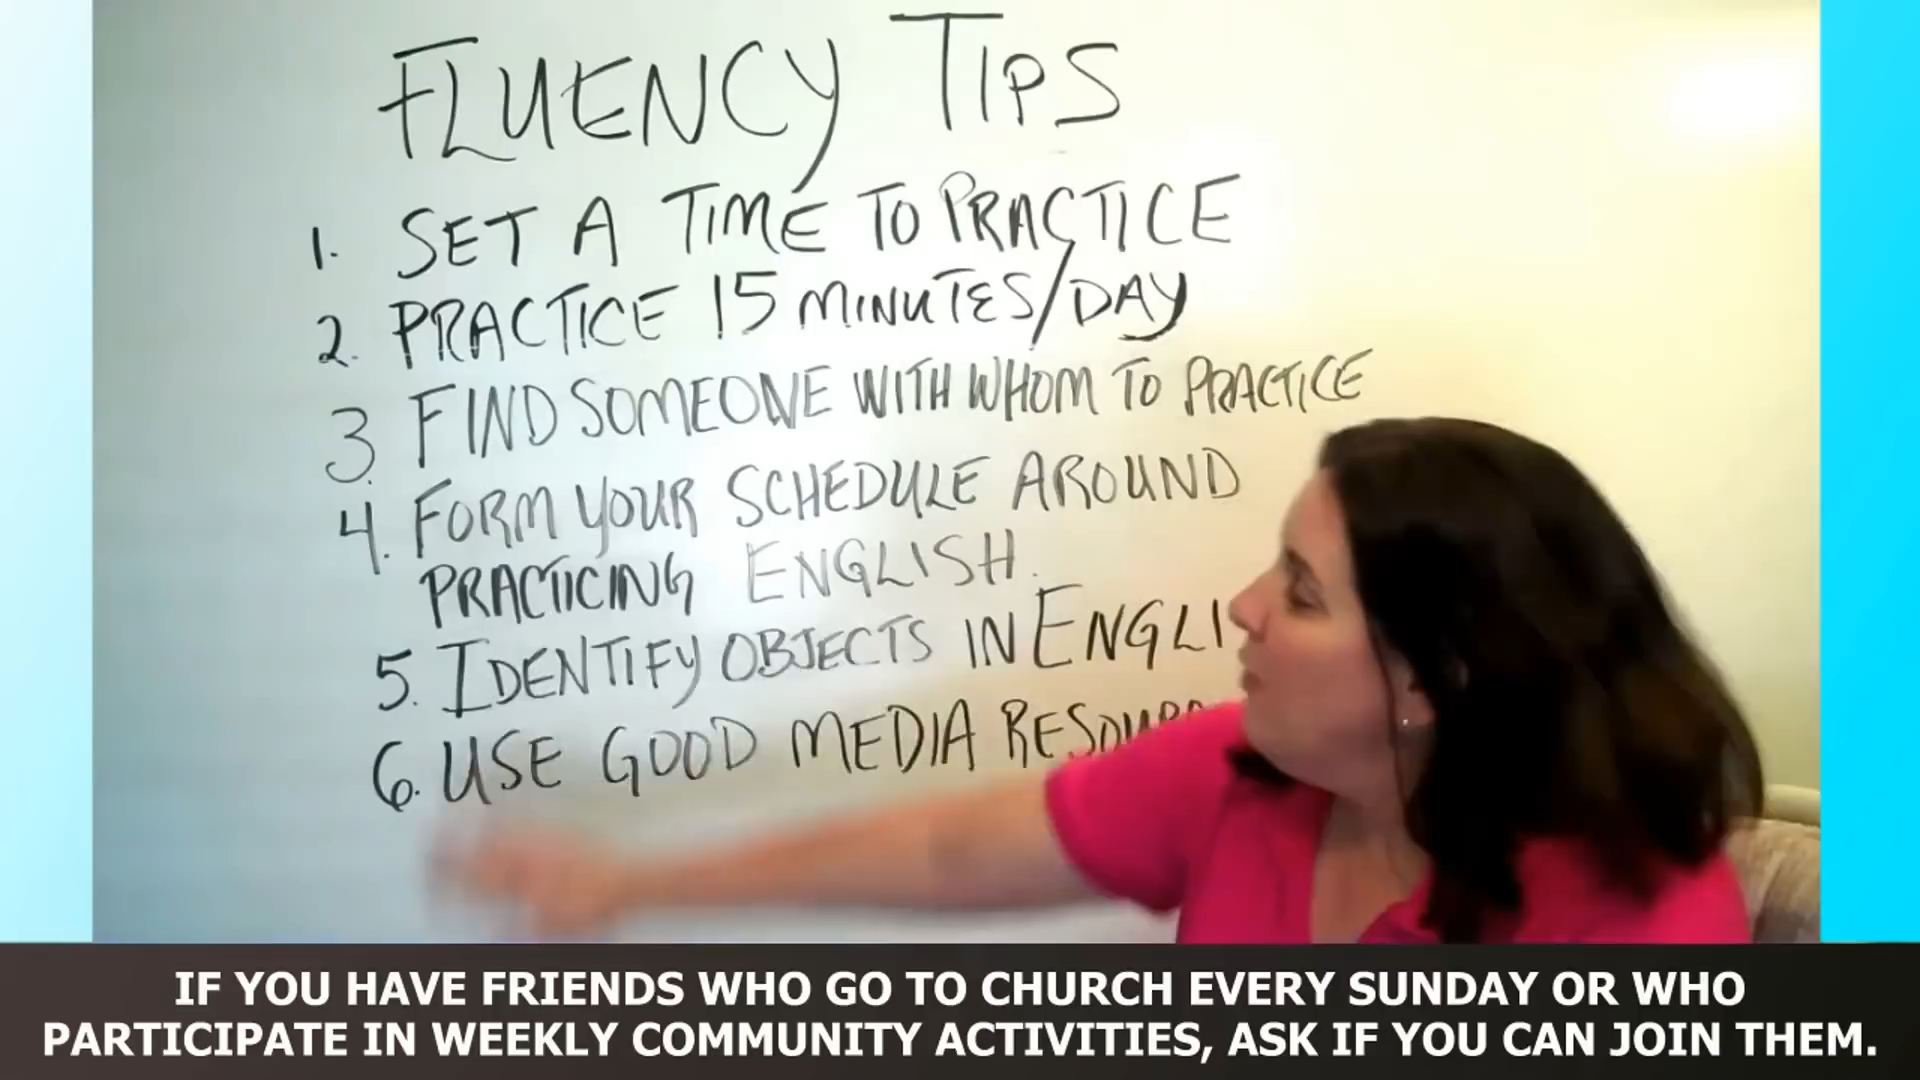 FLUENCY TIPS
1. SET A TIME TO PRACTICE
2. PRACTICE 15 MINUTES/DAY
3. FIND SOMEONE WITH WHOM TO PRACTICE
4. FORM YOUR SCHEDULE AROUND
PRACTICING ENGLISH.
5. IDENTIFY OBJECTS IN ENGLI
6. USE GOOD MEDIA RESOUR
IF YOU HAVE FRIENDS WHO GO TO CHURCH EVERY SUNDAY OR WHO
PARTICIPATE IN WEEKLY COMMUNITY ACTIVITIES, ASK IF YOU CAN JOIN THEM.